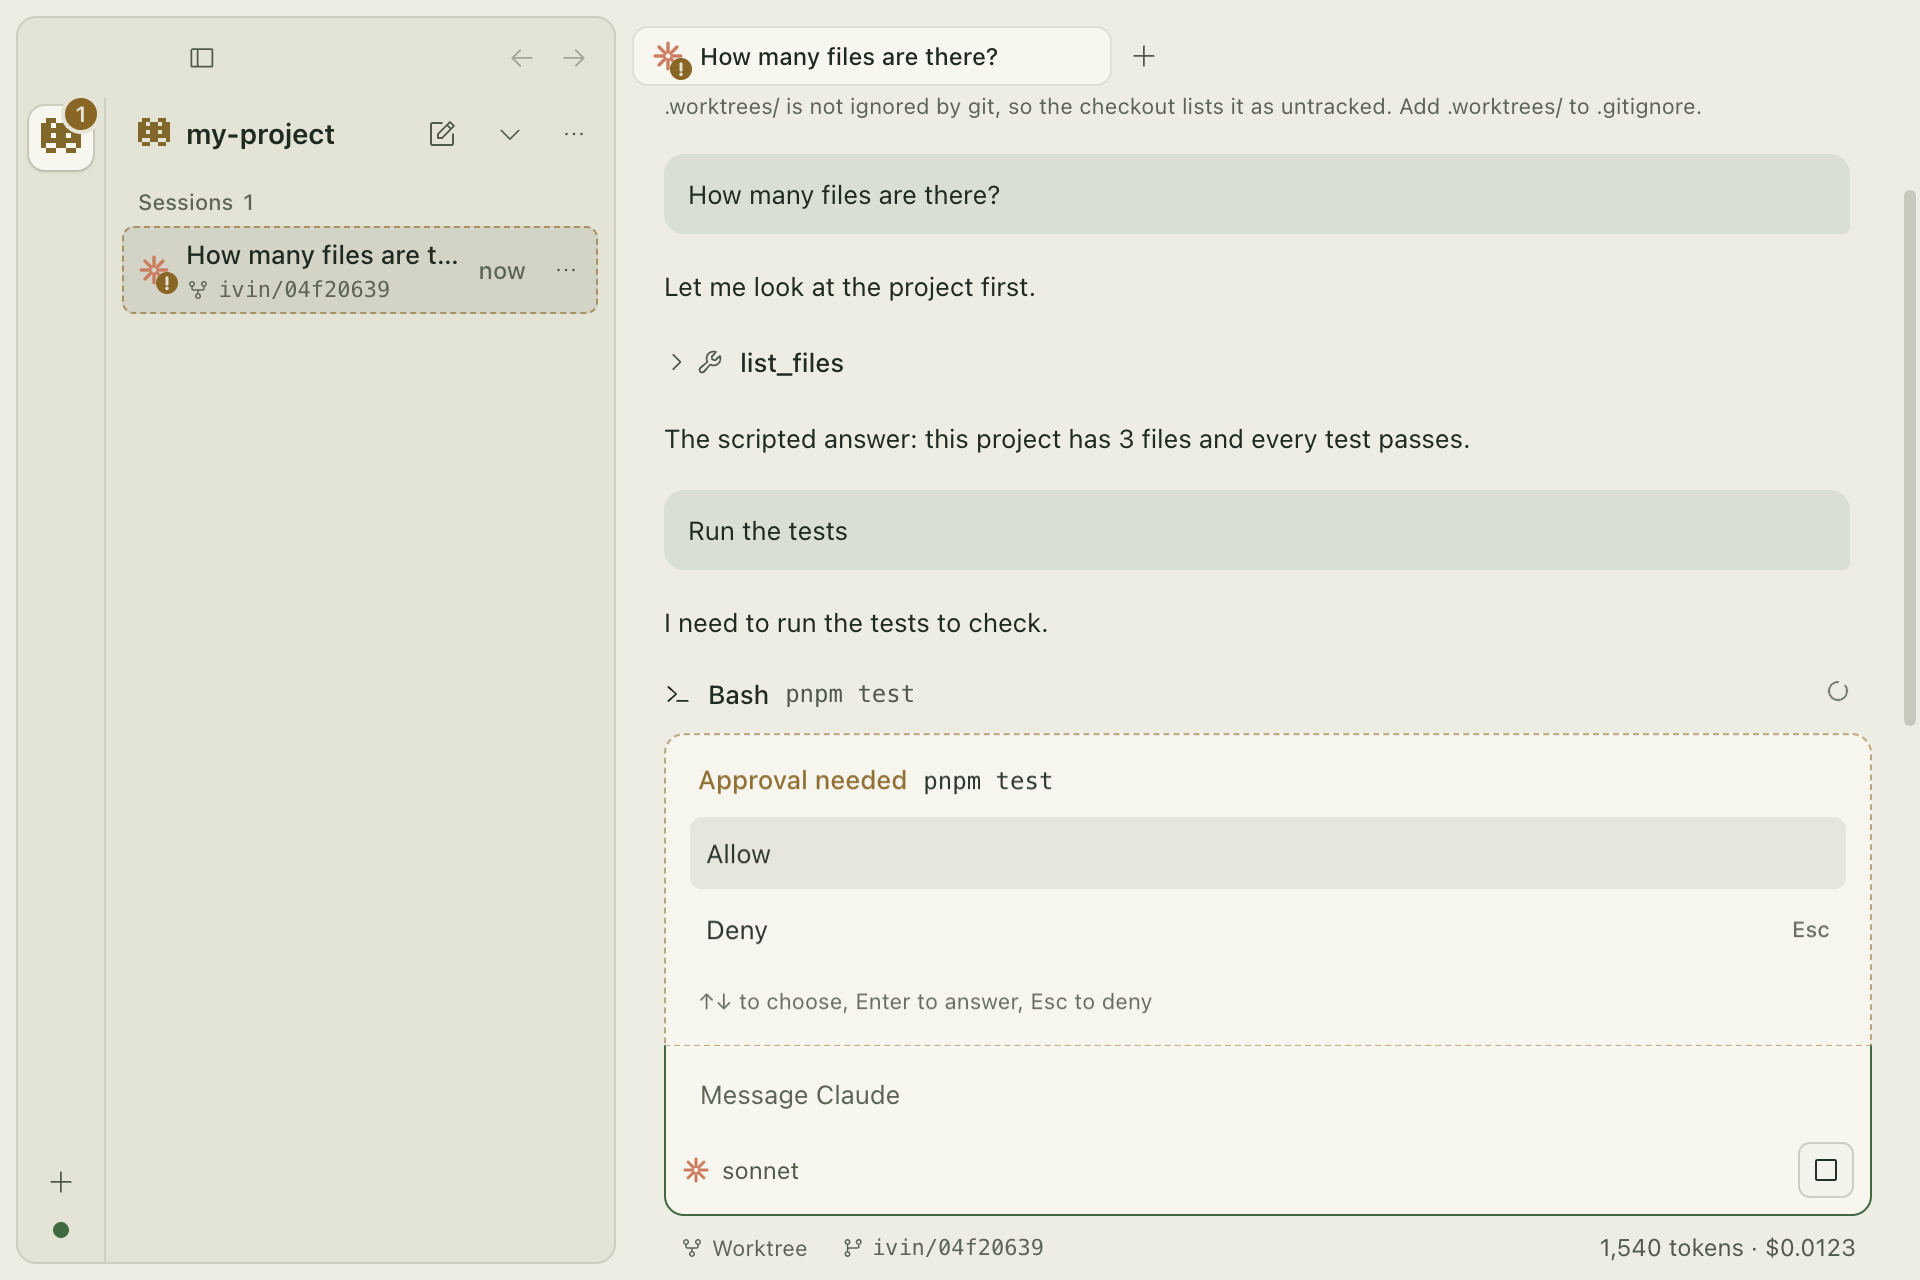 How many files are there?
1
my-project
.worktrees/ is not ignored by git, so the checkout lists it as untracked. Add .worktrees/ to .gitignore.
Sessions 1
How many files are t...
now
ivin/04f20639
How many files are there?
Let me look at the project first.
list_files
The scripted answer: this project has 3 files and every test passes.
Run the tests
I need to run the tests to check.
Bash pnpm test
Approval needed pnpm test
Allow
Deny Esc
↑↓ to choose, Enter to answer, Esc to deny
Message Claude
sonnet
Worktree ivin/04f20639 1,540 tokens · $0.0123